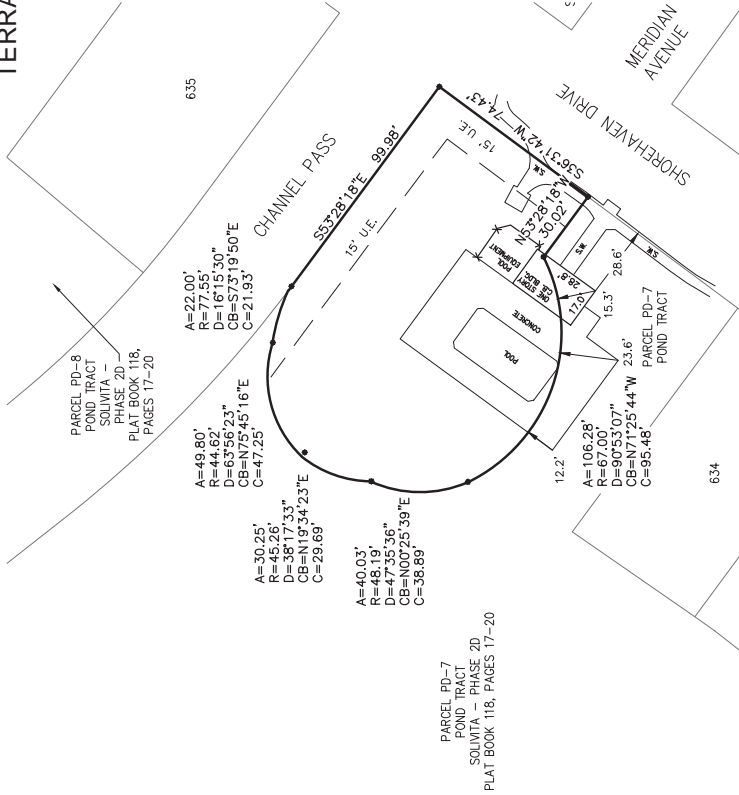 TERRA
635
CHANNEL PASS
MERIDIAN
AVENUE
SHOREHAVEN DRIVE
PARCEL PD-8
POND TRACT
SOLIVITA -
PHASE 2D
PLAT BOOK 118,
PAGES 17-20
A=22.00'
R=77.55'
D=16°15'30"
CB=S73°19'50"E
C=21.93'
S53°28'18"E 99.98'
15' U.E.
15' U.E.
S36°31'42"W 74.43'
S.W.
N53°28'18"W
30.02'
A=49.80'
R=44.62'
D=63°56'23"
CB=N75°45'16"E
C=47.25'
POOL
EQUIPMENT
ONE STORY
C.B. BLDG.
28.8'
17.0'
S.W.
S.W.
28.6'
15.3'
CONCRETE
POOL
23.6'
PARCEL PD-7
POND TRACT
A=30.25'
R=45.26'
D=38°17'33"
CB=N19°34'23"E
C=29.69'
A=40.03'
R=48.19'
D=47°35'36"
CB=N00°25'39"E
C=38.89'
12.2'
A=106.28'
R=67.00'
D=90°53'07"
CB=N71°25'44"W
C=95.48'
634
PARCEL PD-7
POND TRACT
SOLIVITA - PHASE 2D
PLAT BOOK 118, PAGES 17-20